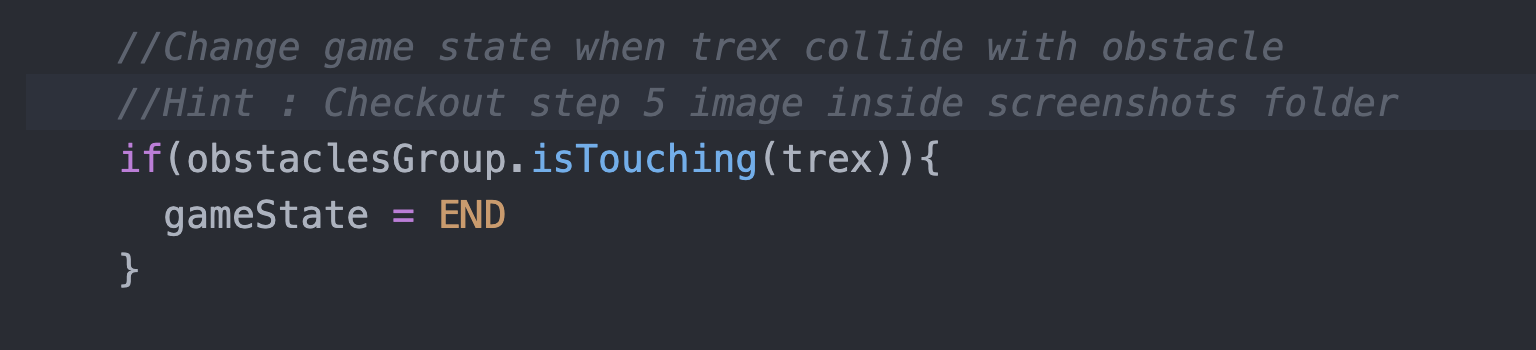 //Change game state when trex collide with obstacle
//Hint : Checkout step 5 image inside screenshots folder
if(obstaclesGroup.isTouching(trex)){
  gameState = END
}